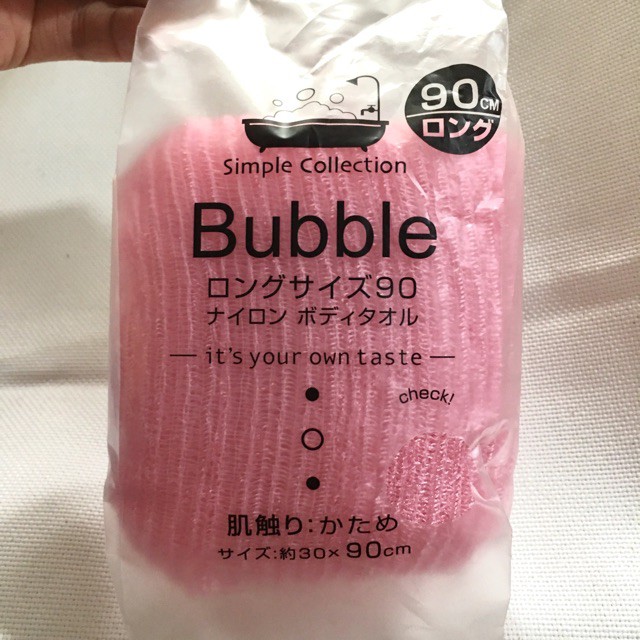 90CM
ロング
Simple Collection
Bubble
ロングサイズ90
ナイロン ボディタオル
it's your own taste
check!
肌触り:かため
サイズ:約30×90cm